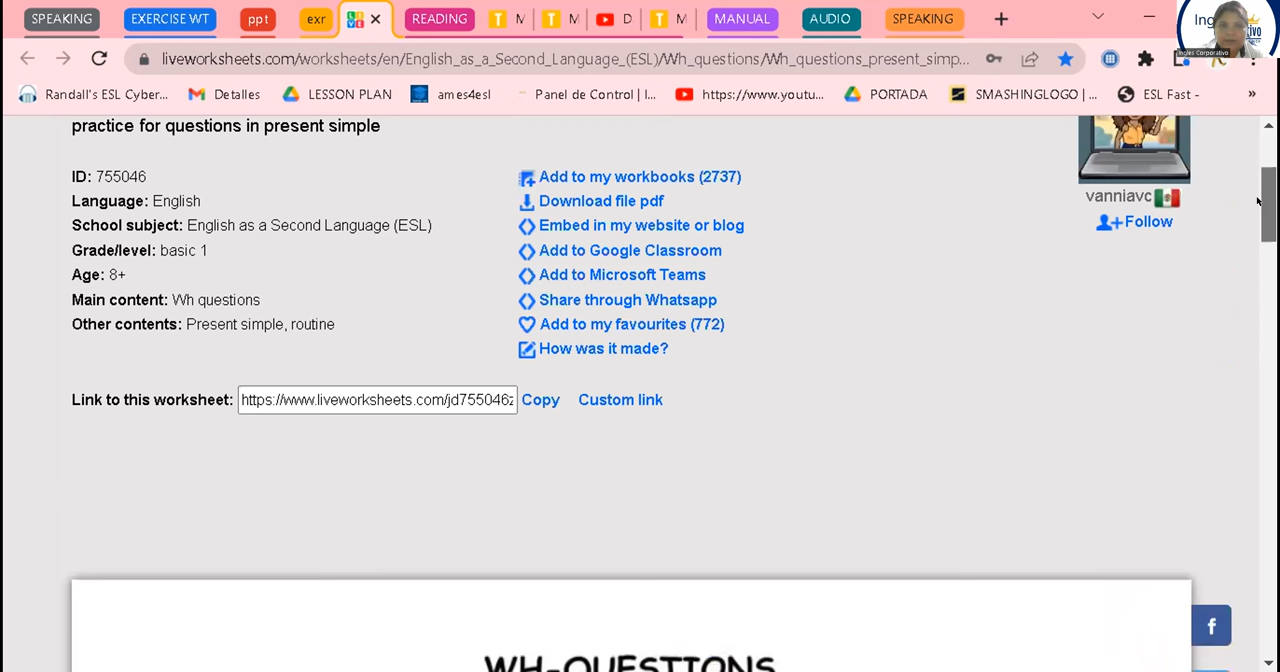 SPEAKING EXERCISE WT ppt exr READING M M D M MANUAL AUDIO SPEAKING
liveworksheets.com/worksheets/en/English_as_a_Second_Language_(ESL)/Wh_questions/Wh_questions_present_simp...
Randall's ESL Cyber... Detalles LESSON PLAN ames4esl Panel de Control | I... https://www.youtu... PORTADA SMASHINGLOGO | ... ESL Fast - »
practice for questions in present simple
ID: 755046
Language: English
School subject: English as a Second Language (ESL)
Grade/level: basic 1
Age: 8+
Main content: Wh questions
Other contents: Present simple, routine
Add to my workbooks (2737)
Download file pdf
Embed in my website or blog
Add to Google Classroom
Add to Microsoft Teams
Share through Whatsapp
Add to my favourites (772)
How was it made?
vanniavc
Follow
Link to this worksheet: https://www.liveworksheets.com/jd755046z Copy Custom link
WH-QUESTIONS
Inglés Corporativo